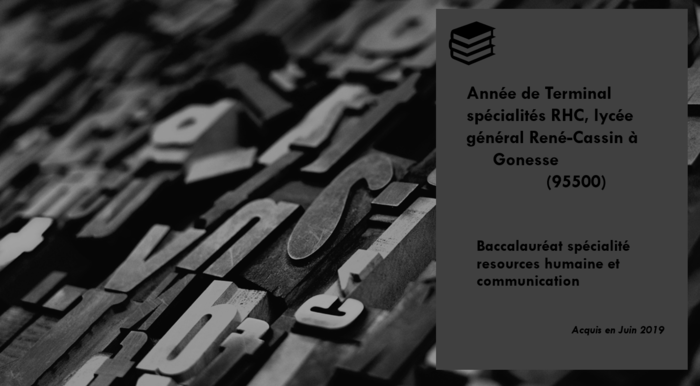 Année de Terminal
spécialités RHC, lycée
général René-Cassin à
Gonesse
(95500)
Baccalauréat spécialité
resources humaine et
communication
Acquis en Juin 2019